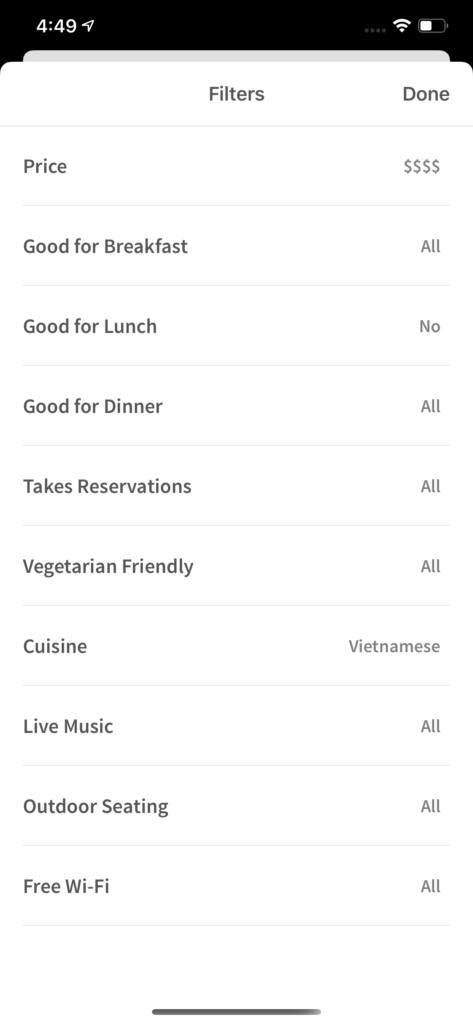 4:49
Filters Done
Price $$$$
Good for Breakfast All
Good for Lunch No
Good for Dinner All
Takes Reservations All
Vegetarian Friendly All
Cuisine Vietnamese
Live Music All
Outdoor Seating All
Free Wi-Fi All